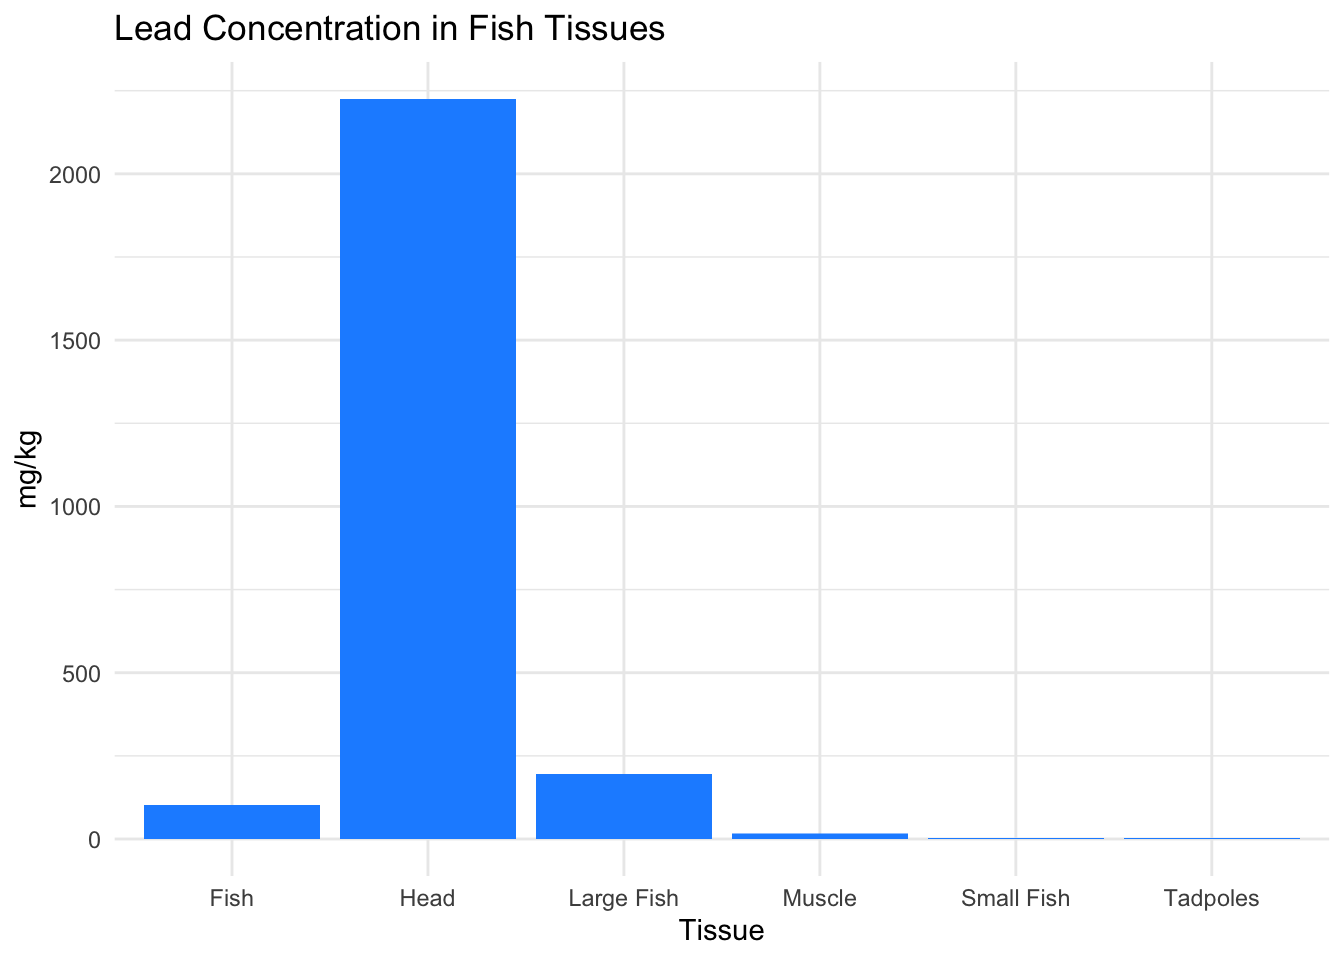 Lead Concentration in Fish Tissues
mg/kg
2000
1500
1000
500
0
Fish Head Large Fish Muscle Small Fish Tadpoles
Tissue